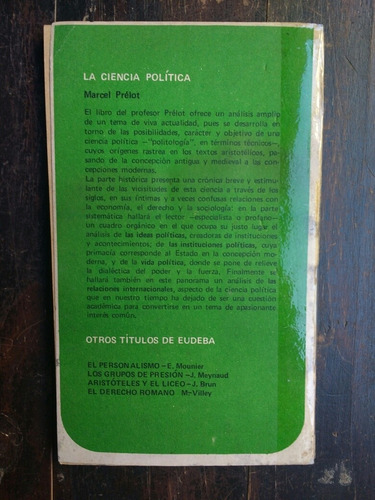 LA CIENCIA POLÍTICA
Marcel Prélot
El libro del profesor Prélot ofrece un análisis amplio
de un tema de viva actualidad, pues se desarrolla en
torno de las posibilidades, carácter y objetivo de una
ciencia política —"politología", en términos técnicos—,
cuyos orígenes rastrea en los textos aristotélicos, pa-
sando de la concepción antigua y medieval a las con-
cepciones modernas.
La parte histórica presenta una crónica breve y estimu-
lante de las vicisitudes de esta ciencia a través de los
siglos, en sus íntimas y a veces confusas relaciones con
la economía, el derecho y la sociología: en la parte
sistemática hallará el lector —especialista o profano—
un cuadro orgánico en el que ocupa su justo lugar el
análisis de las ideas políticas, creadoras de instituciones
y acontecimientos; de las instituciones políticas, cuya
primacía corresponde al Estado en la concepción moder-
na, y de la vida política, donde se pone de relieve
la dialéctica del poder y la fuerza. Finalmente se
hallará también en este panorama un análisis de las
relaciones internacionales, aspecto de la ciencia política
que en nuestro tiempo ha dejado de ser una cuestión
académica para convertirse en un tema de apasionante
interés común.
OTROS TÍTULOS DE EUDEBA
EL PERSONALISMO—E. Mounier
LOS GRUPOS DE PRESIÓN—J. Meynaud
ARISTÓTELES Y EL LICEO—J. Brun
EL DERECHO ROMANO M—Villey